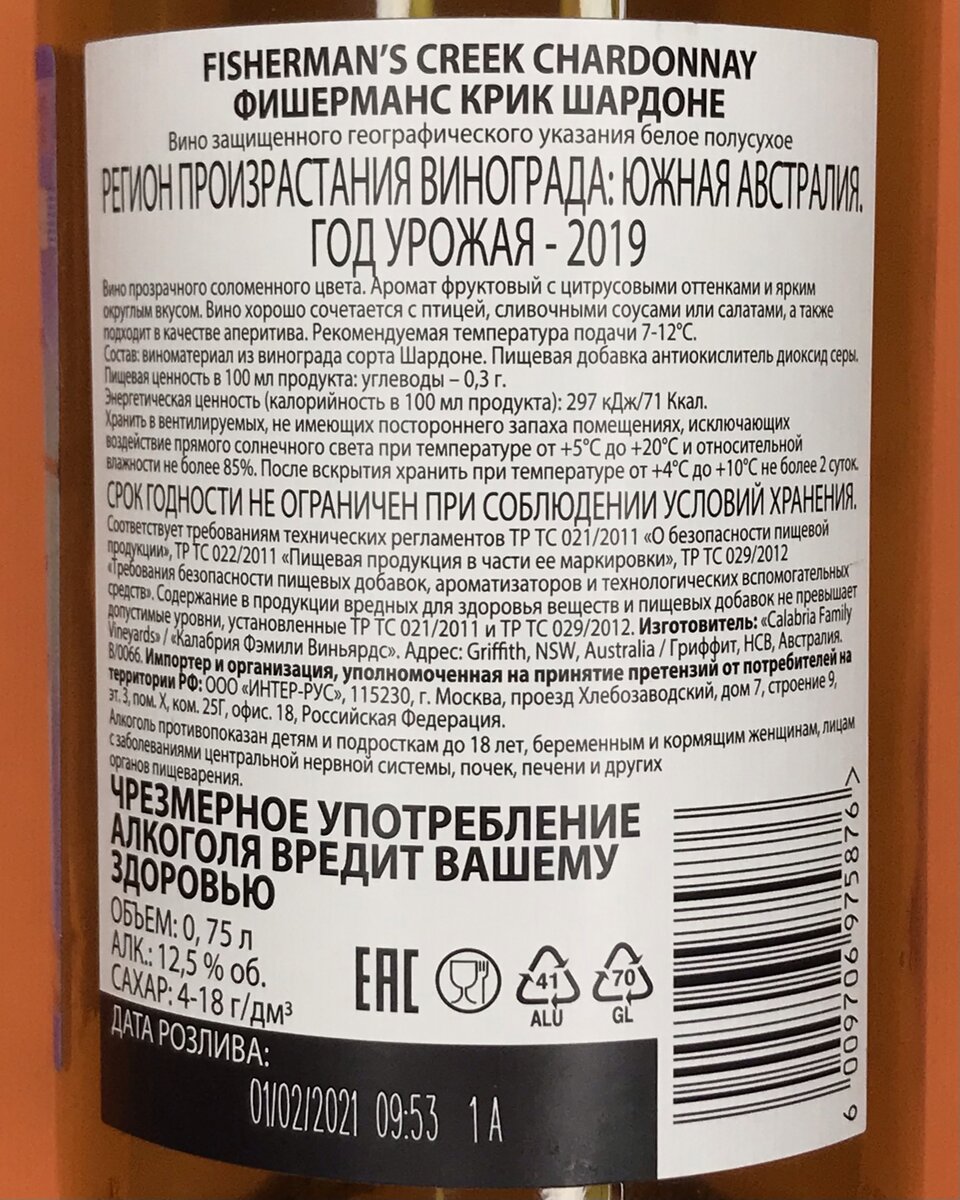 FISHERMAN'S CREEK CHARDONNAY
ФИШЕРМАНС КРИК ШАРДОНЕ
Вино защищенного географического указания белое полусухое
РЕГИОН ПРОИЗРАСТАНИЯ ВИНОГРАДА: ЮЖНАЯ АВСТРАЛИЯ.
ГОД УРОЖАЯ - 2019
Вино прозрачного соломенного цвета. Аромат фруктовый с цитрусовыми оттенками и ярким
округлым вкусом. Вино хорошо сочетается с птицей, сливочными соусами или салатами, а также
подходит в качестве аперитива. Рекомендуемая температура подачи 7-12°С.
Состав: виноматериал из винограда сорта Шардоне. Пищевая добавка антиокислитель диоксид серы.
Пищевая ценность в 100 мл продукта: углеводы – 0,3 г.
Энергетическая ценность (калорийность в 100 мл продукта): 297 кДж/71 Ккал.
Хранить в вентилируемых, не имеющих постороннего запаха помещениях, исключающих
воздействие прямого солнечного света при температуре от +5°С до +20°С и относительной
влажности не более 85%. После вскрытия хранить при температуре от +4°С до +10°С не более 2 суток.
СРОК ГОДНОСТИ НЕ ОГРАНИЧЕН ПРИ СОБЛЮДЕНИИ УСЛОВИЙ ХРАНЕНИЯ.
Соответствует требованиям технических регламентов ТР ТС 021/2011 «О безопасности пищевой
продукции», ТР ТС 022/2011 «Пищевая продукция в части ее маркировки», ТР ТС 029/2012
«Требования безопасности пищевых добавок, ароматизаторов и технологических вспомогательных
средств». Содержание в продукции вредных для здоровья веществ и пищевых добавок не превышает
допустимые уровни, установленные ТР ТС 021/2011 и ТР ТС 029/2012. Изготовитель: «Calabria Family
Vineyards» / «Калабрия Фэмили Виньярдс». Адрес: Griffith, NSW, Australia / Гриффит, НСВ, Австралия.
В/0066. Импортер и организация, уполномоченная на принятие претензий от потребителей на
территории РФ: ООО «ИНТЕР-РУС», 115230, г. Москва, проезд Хлебозаводский, дом 7, строение 9,
эт. 3, пом. X, ком. 25Г, офис. 18, Российская Федерация.
Алкоголь противопоказан детям и подросткам до 18 лет, беременным и кормящим женщинам, лицам
с заболеваниями центральной нервной системы, почек, печени и других
органов пищеварения.
ЧРЕЗМЕРНОЕ УПОТРЕБЛЕНИЕ
АЛКОГОЛЯ ВРЕДИТ ВАШЕМУ
ЗДОРОВЬЮ
ОБЪЕМ: 0,75 л
АЛК.: 12,5 % об.
САХАР: 4-18 г/дм³
ЕАС
41
ALU
70
GL
6 009706 975876 >
ДАТА РОЗЛИВА:
01/02/2021 09:53 1 A